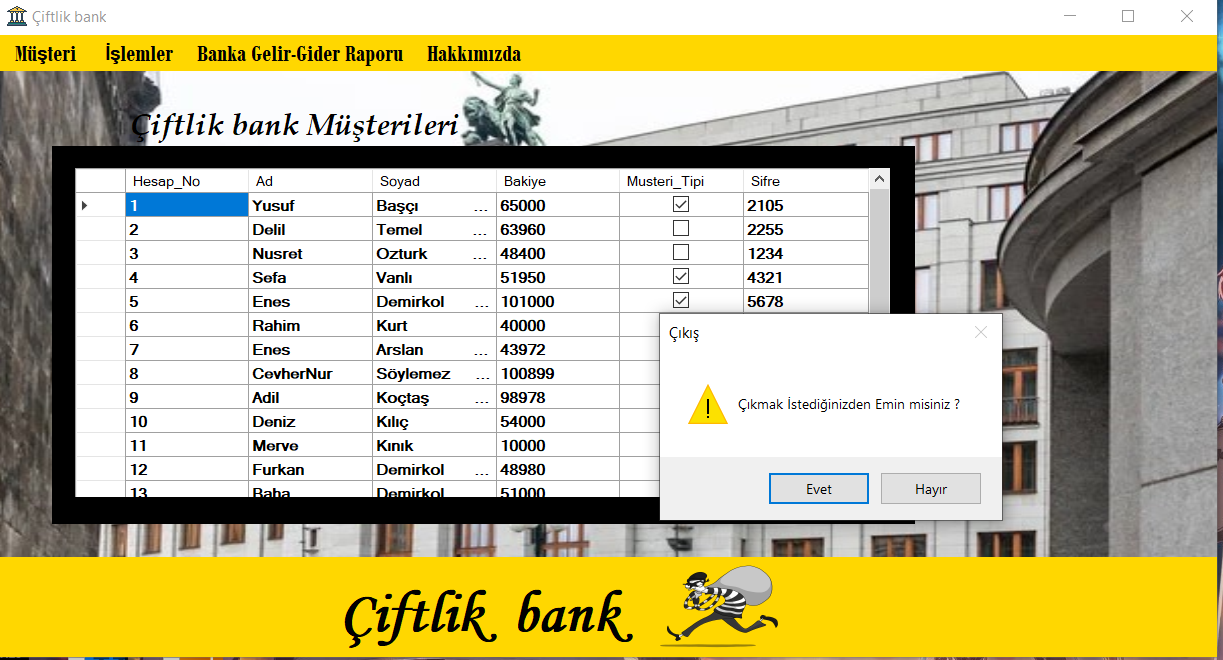 Çiftlik bank
Müşteri İşlemler Banka Gelir-Gider Raporu Hakkımızda
Çiftlik bank Müşterileri
Hesap_No Ad Soyad Bakiye Musteri_Tipi Sifre
1 Yusuf Başçı ... 65000 2105
2 Delil Temel ... 63960 2255
3 Nusret Ozturk ... 48400 1234
4 Sefa Vanlı 51950 4321
5 Enes Demirkol ... 101000 5678
6 Rahim Kurt 40000
7 Enes Arslan ... 43972
8 CevherNur Söylemez ... 100899
9 Adil Koçtaş ... 98978
10 Deniz Kılıç 54000
11 Merve Kınık 10000
12 Furkan Demirkol ... 48980
13 Baha Demirkol 51000
Çıkış
Çıkmak İstediğinizden Emin misiniz ?
Evet Hayır
Çiftlik bank